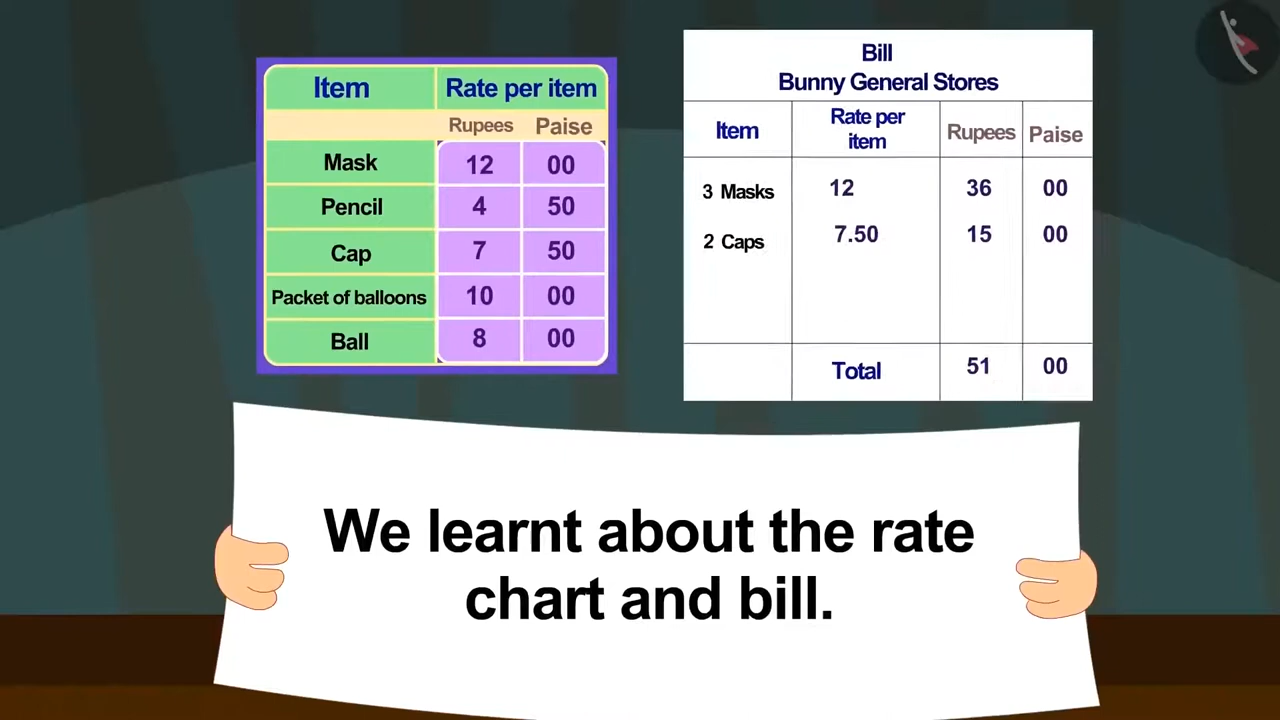 Item Rate per item
Rupees Paise
Mask 12 00
Pencil 4 50
Cap 7 50
Packet of balloons 10 00
Ball 8 00
Bill
Bunny General Stores
Item Rate per item Rupees Paise
3 Masks 12 36 00
2 Caps 7.50 15 00
Total 51 00
We learnt about the rate
chart and bill.